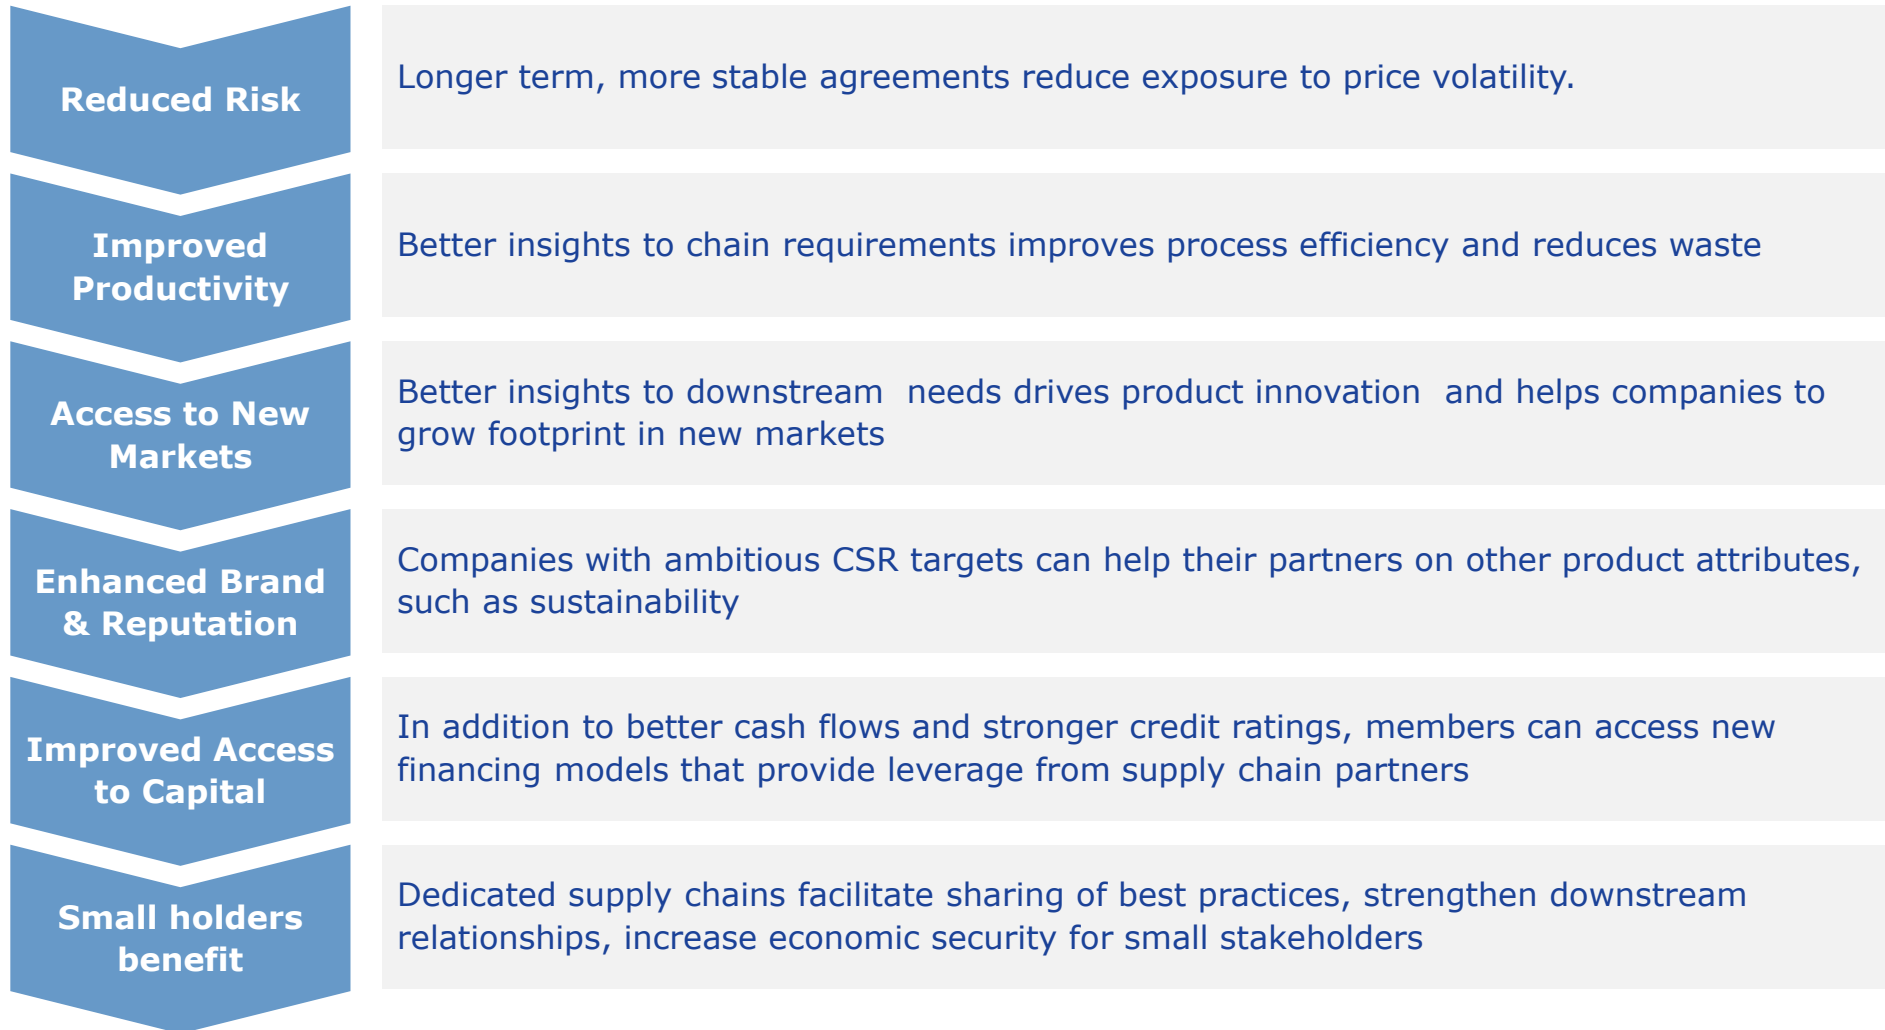 Reduced Risk
Longer term, more stable agreements reduce exposure to price volatility.
Improved
Productivity
Better insights to chain requirements improves process efficiency and reduces waste
Access to New
Markets
Better insights to downstream  needs drives product innovation  and helps companies to
grow footprint in new markets
Enhanced Brand
& Reputation
Companies with ambitious CSR targets can help their partners on other product attributes,
such as sustainability
Improved Access
to Capital
In addition to better cash flows and stronger credit ratings, members can access new
financing models that provide leverage from supply chain partners
Small holders
benefit
Dedicated supply chains facilitate sharing of best practices, strengthen downstream
relationships, increase economic security for small stakeholders